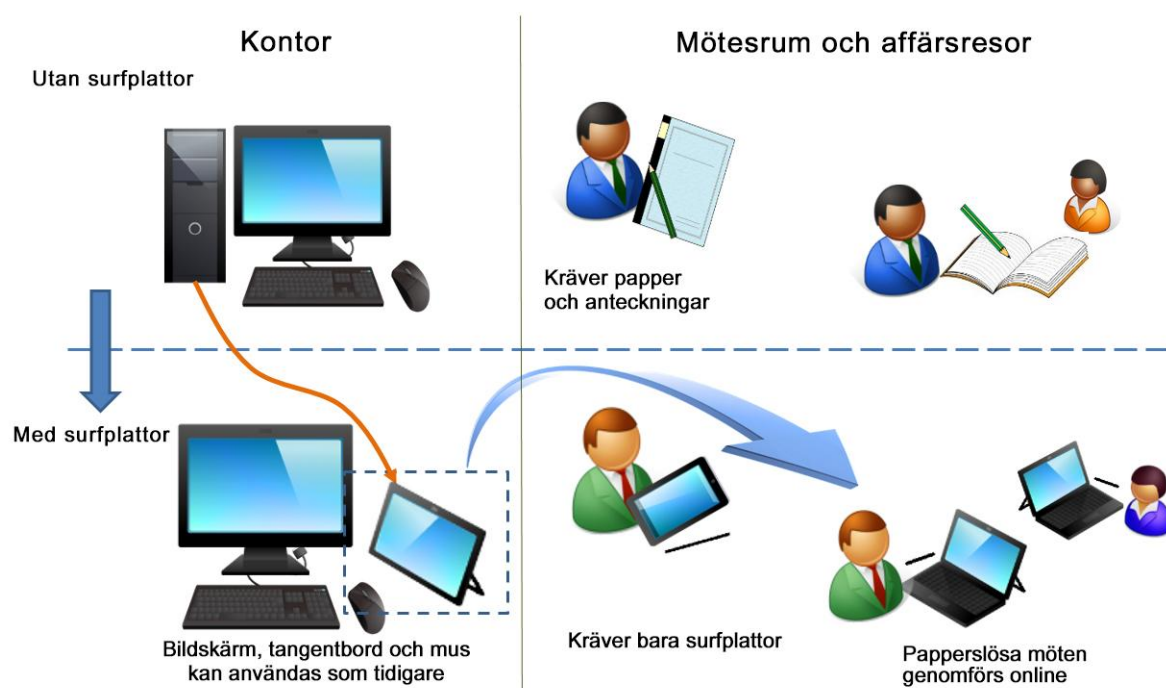 Kontor
Mötesrum och affärsresor
Utan surfplattor
Kräver papper
och anteckningar
Med surfplattor
Bildskärm, tangentbord och mus
kan användas som tidigare
Kräver bara surfplattor
Papperslösa möten
genomförs online